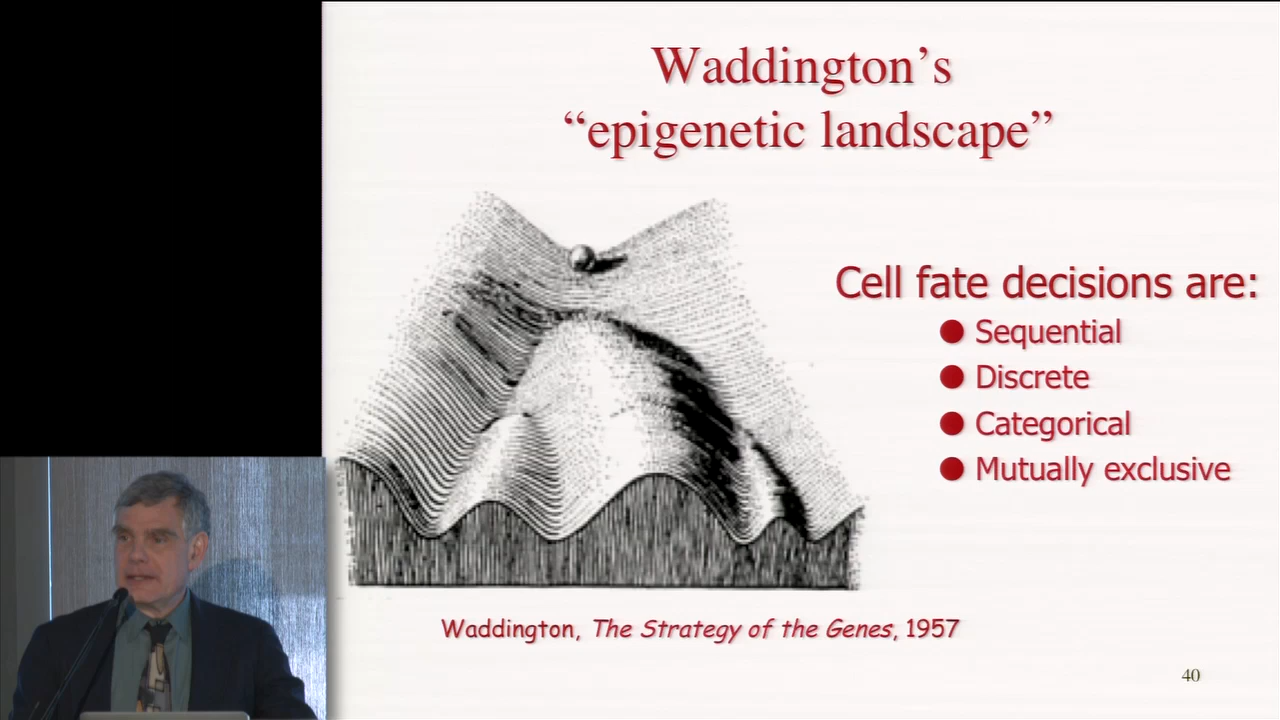 Waddington's
“epigenetic landscape”
Cell fate decisions are:
● Sequential
● Discrete
● Categorical
● Mutually exclusive
Waddington, The Strategy of the Genes, 1957
40